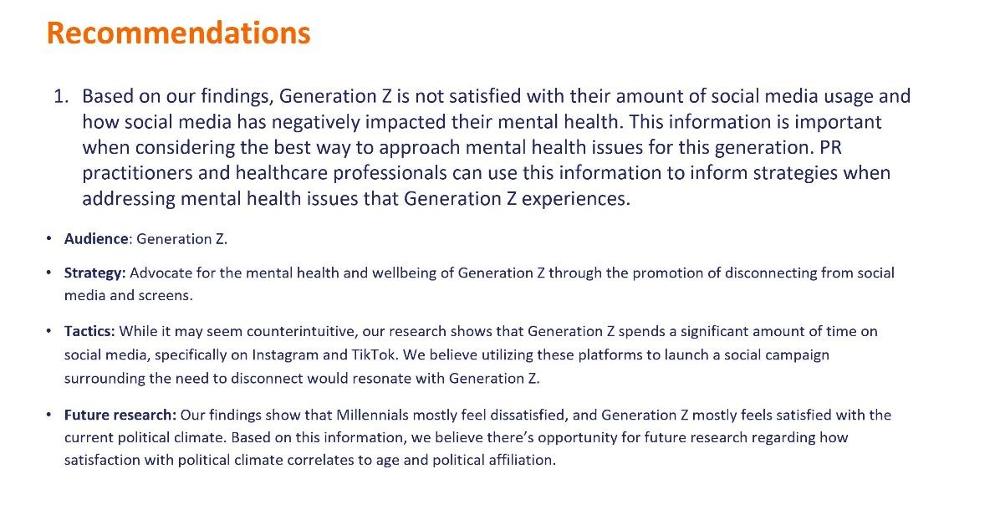 Recommendations
1. Based on our findings, Generation Z is not satisfied with their amount of social media usage and
how social media has negatively impacted their mental health. This information is important
when considering the best way to approach mental health issues for this generation. PR
practitioners and healthcare professionals can use this information to inform strategies when
addressing mental health issues that Generation Z experiences.
• Audience: Generation Z.
• Strategy: Advocate for the mental health and wellbeing of Generation Z through the promotion of disconnecting from social
media and screens.
• Tactics: While it may seem counterintuitive, our research shows that Generation Z spends a significant amount of time on
social media, specifically on Instagram and TikTok. We believe utilizing these platforms to launch a social campaign
surrounding the need to disconnect would resonate with Generation Z.
• Future research: Our findings show that Millennials mostly feel dissatisfied, and Generation Z mostly feels satisfied with the
current political climate. Based on this information, we believe there’s opportunity for future research regarding how
satisfaction with political climate correlates to age and political affiliation.